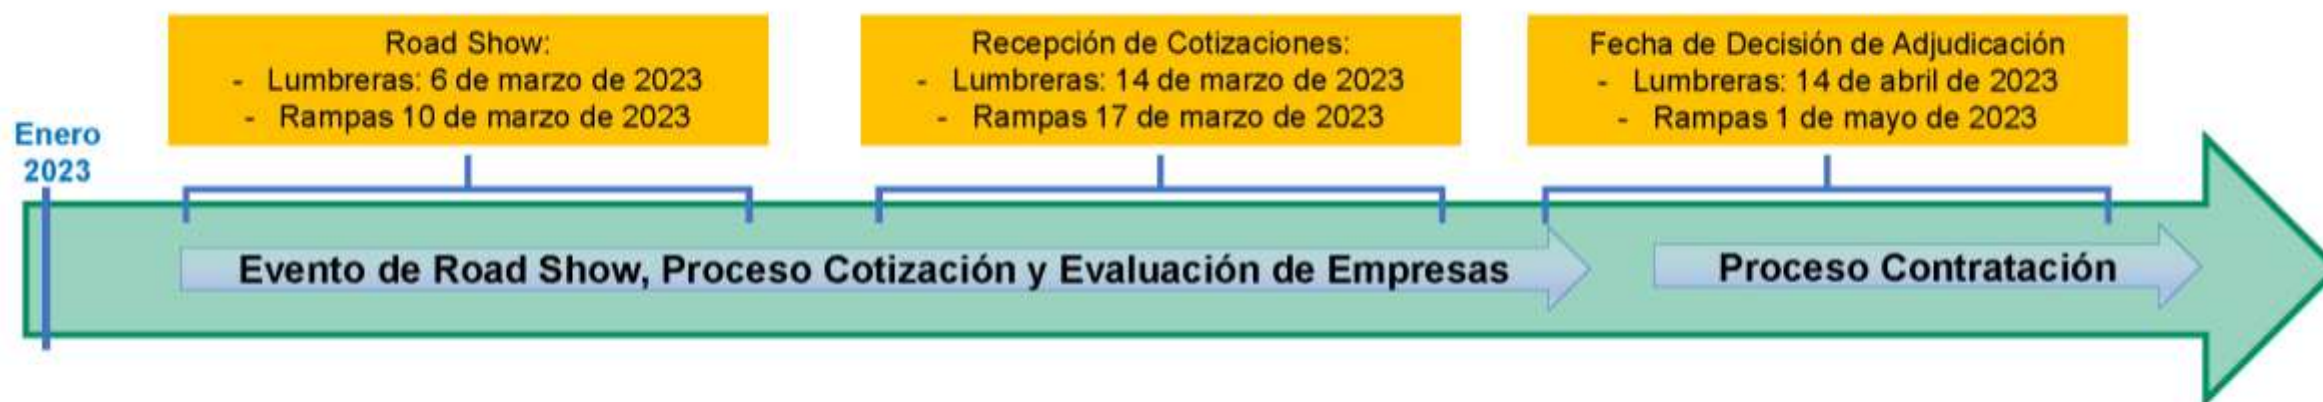 Road Show:
- Lumbreras: 6 de marzo de 2023
- Rampas 10 de marzo de 2023
Recepción de Cotizaciones:
- Lumbreras: 14 de marzo de 2023
- Rampas 17 de marzo de 2023
Fecha de Decisión de Adjudicación
- Lumbreras: 14 de abril de 2023
- Rampas 1 de mayo de 2023
Enero
2023
Evento de Road Show, Proceso Cotización y Evaluación de Empresas
Proceso Contratación